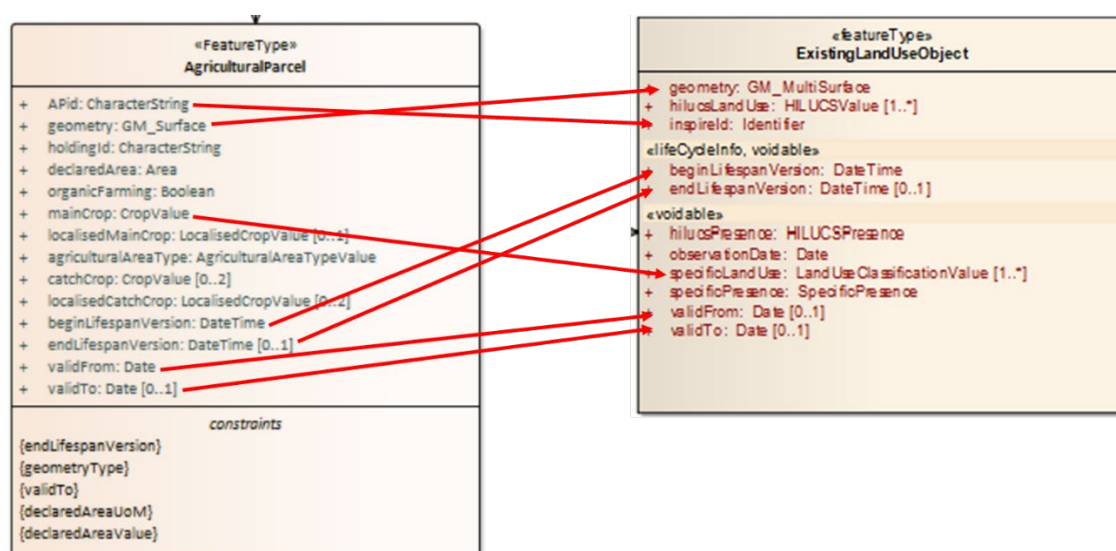 «FeatureType»
AgriculturalParcel
+ APid: CharacterString
+ geometry: GM_Surface
+ holdingId: CharacterString
+ declaredArea: Area
+ organicFarming: Boolean
+ mainCrop: CropValue
+ localisedMainCrop: LocalisedCropValue [0..1]
+ agriculturalAreaType: AgriculturalAreaTypeValue
+ catchCrop: CropValue [0..2]
+ localisedCatchCrop: LocalisedCropValue [0..2]
+ beginLifespanVersion: DateTime
+ endLifespanVersion: DateTime [0..1]
+ validFrom: Date
+ validTo: Date [0..1]
constraints
{endLifespanVersion}
{geometryType}
{validTo}
{declaredAreaUoM}
{declaredAreaValue}
«featureType»
ExistingLandUseObject
+ geometry: GM_MultiSurface
+ hilucsLandUse: HILUCSValue [1..*]
+ inspireId: Identifier
«lifeCycleInfo, voidable»
+ beginLifespanVersion: DateTime
+ endLifespanVersion: DateTime [0..1]
«voidable»
+ hilucsPresence: HILUCSPresence
+ observationDate: Date
+ specificLandUse: LandUseClassificationValue [1..*]
+ specificPresence: SpecificPresence
+ validFrom: Date [0..1]
+ validTo: Date [0..1]